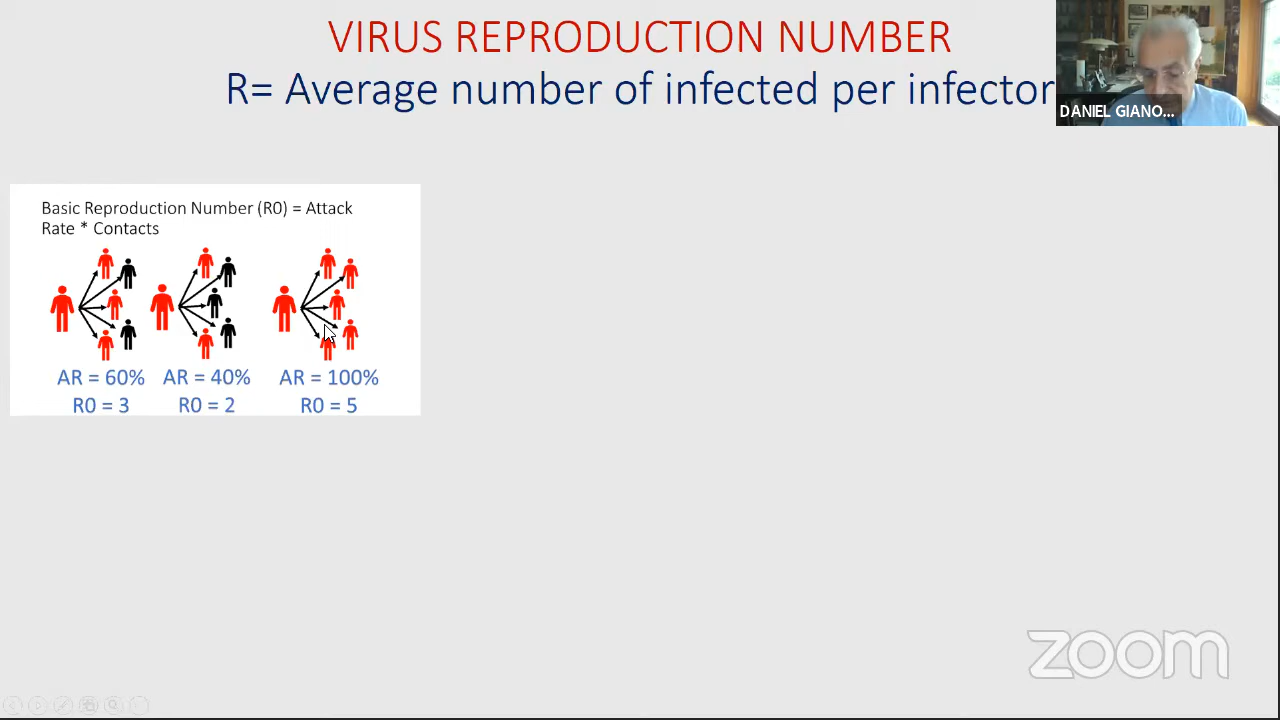 VIRUS REPRODUCTION NUMBER
R= Average number of infected per infector
DANIEL GIANO...
Basic Reproduction Number (R0) = Attack
Rate * Contacts
AR = 60% AR = 40% AR = 100%
R0 = 3 R0 = 2 R0 = 5
zoom